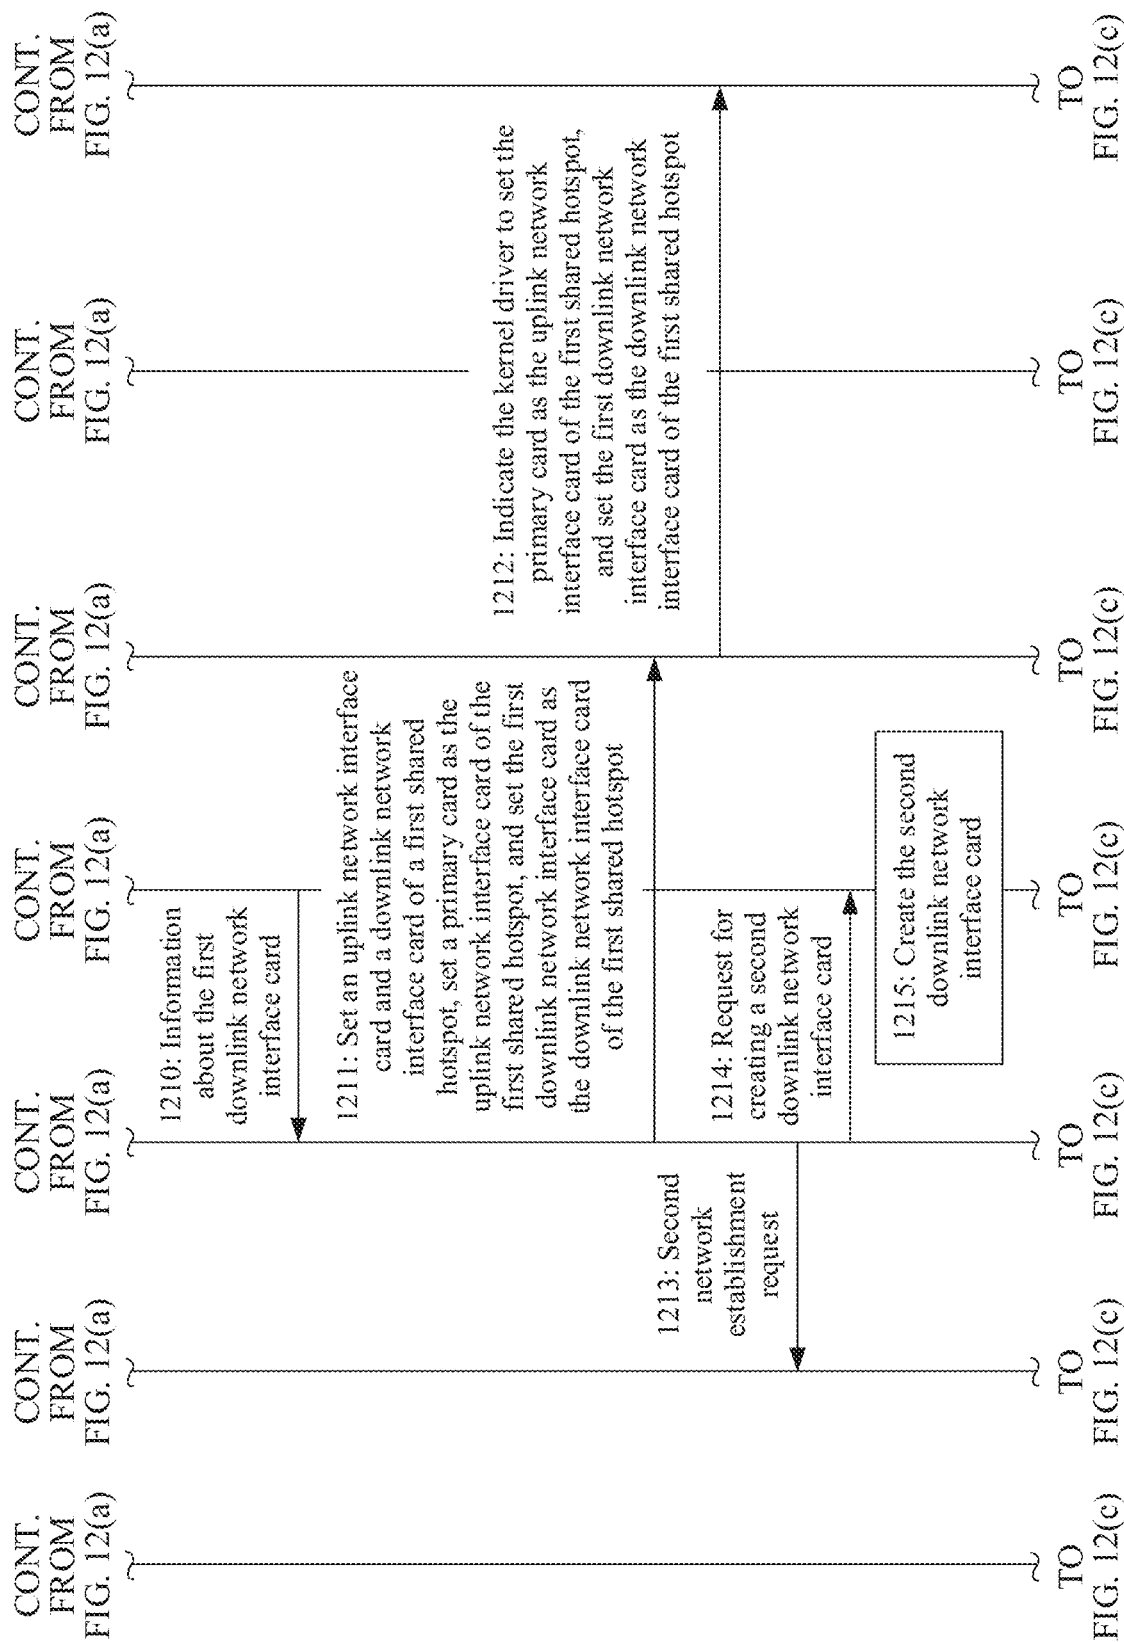 CONT.
FROM
FIG. 12(a)
CONT.
FROM
FIG. 12(a)
CONT.
FROM
FIG. 12(a)
CONT.
FROM
FIG. 12(a)
CONT.
FROM
FIG. 12(a)
CONT.
FROM
FIG. 12(a)
CONT.
FROM
FIG. 12(a)
1210: Information
about the first
downlink network
interface card
1211: Set an uplink network interface
card and a downlink network
interface card of a first shared
hotspot, set a primary card as the
uplink network interface card of the
first shared hotspot, and set the first
downlink network interface card as
the downlink network interface card
of the first shared hotspot
1212: Indicate the kernel driver to set the
primary card as the uplink network
interface card of the first shared hotspot,
and set the first downlink network
interface card as the downlink network
interface card of the first shared hotspot
1213: Second
network
establishment
request
1214: Request for
creating a second
downlink network
interface card
1215: Create the second
downlink network
interface card
TO
FIG. 12(c)
TO
FIG. 12(c)
TO
FIG. 12(c)
TO
FIG. 12(c)
TO
FIG. 12(c)
TO
FIG. 12(c)
TO
FIG. 12(c)